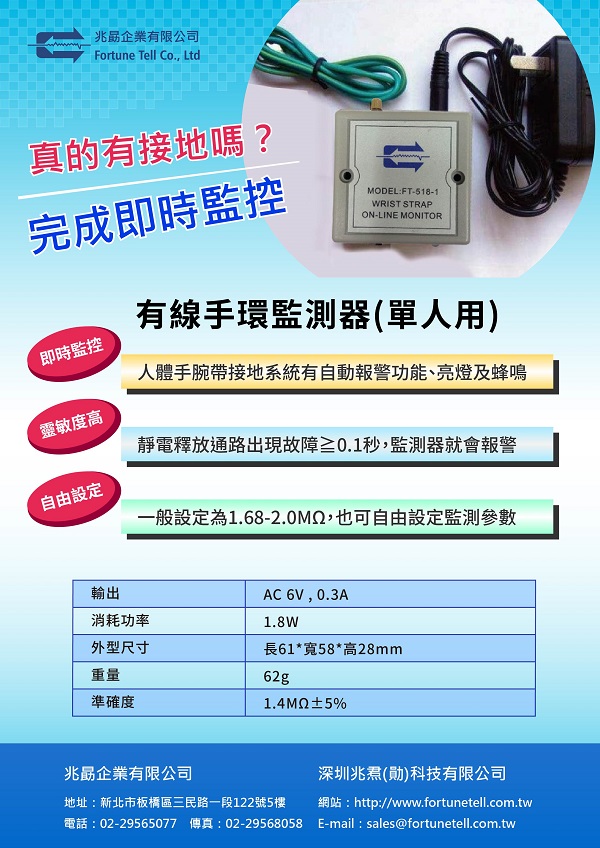 兆勗企業有限公司
Fortune Tell Co., Ltd
真的有接地嗎？
完成即時監控
MODEL:FT-518-1
WRIST STRAP
ON-LINE MONITOR
有線手環監測器(單人用)
即時監控
人體手腕帶接地系統有自動報警功能、亮燈及蜂鳴
靈敏度高
靜電釋放通路出現故障≧0.1秒，監測器就會報警
自由設定
一般設定為1.68-2.0MΩ，也可自由設定監測參數
輸出 AC 6V , 0.3A
消耗功率 1.8W
外型尺寸 長61*寬58*高28mm
重量 62g
準確度 1.4MΩ±5%
兆勗企業有限公司
地址：新北市板橋區三民路一段122號5樓
電話：02-29565077 傳真：02-29568058
深圳兆焄(勛)科技有限公司
網站：http://www.fortunetell.com.tw
E-mail：sales@fortunetell.com.tw